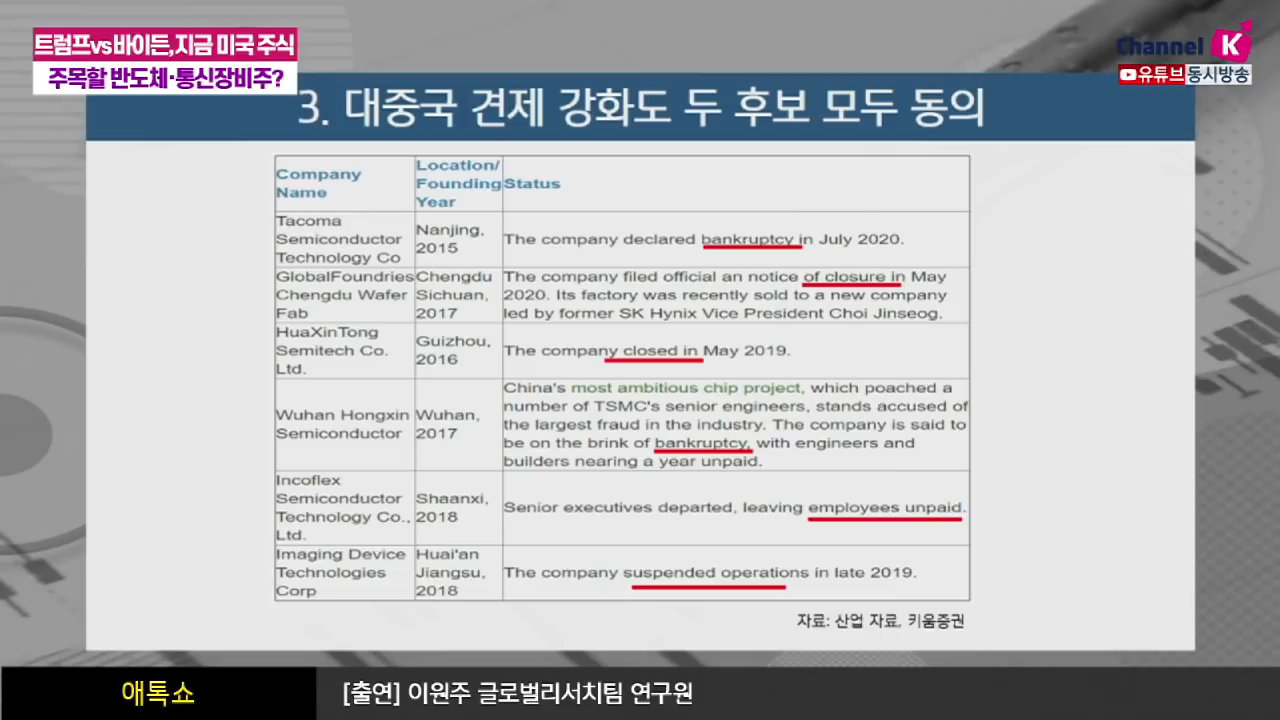 트럼프vs바이든,지금 미국 주식
주목할 반도체·통신장비주?
Channel K
유튜브동시방송
3. 대중국 견제 강화도 두 후보 모두 동의
Company Name
Location/ Founding Year
Status
Tacoma Semiconductor Technology Co
Nanjing, 2015
The company declared bankruptcy in July 2020.
GlobalFoundries Chengdu Wafer Fab
Chengdu Sichuan, 2017
The company filed official an notice of closure in May
2020. Its factory was recently sold to a new company
led by former SK Hynix Vice President Choi Jinseog.
HuaXinTong Semitech Co. Ltd.
Guizhou, 2016
The company closed in May 2019.
Wuhan Hongxin Semiconductor
Wuhan, 2017
China's most ambitious chip project, which poached a
number of TSMC's senior engineers, stands accused of
the largest fraud in the industry. The company is said to
be on the brink of bankruptcy, with engineers and
builders nearing a year unpaid.
Incoflex Semiconductor Technology Co., Ltd.
Shaanxi, 2018
Senior executives departed, leaving employees unpaid.
Imaging Device Technologies Corp
Huai'an Jiangsu, 2018
The company suspended operations in late 2019.
자료: 산업 자료, 키움증권
애톡쇼
[출연] 이원주 글로벌리서치팀 연구원